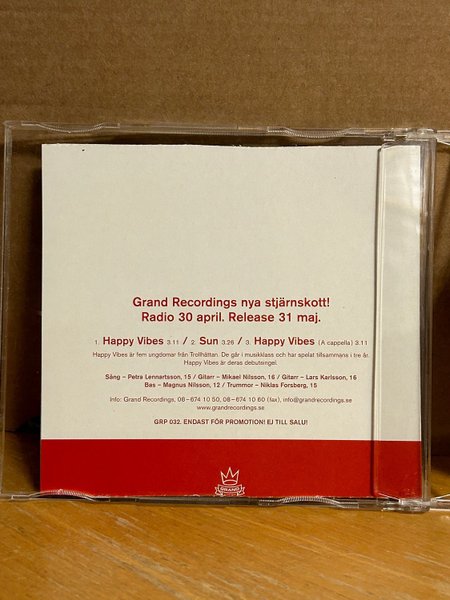 Grand Recordings nya stjärnskott!
Radio 30 april. Release 31 maj.
1. Happy Vibes 3.11 / 2. Sun 3.26 / 3. Happy Vibes (A cappella) 3.11
Happy Vibes är fem ungdomar från Trollhättan. De går i musikklass och har spelat tillsammans i tre år.
Happy Vibes är deras debutsingel.
Sång – Petra Lennartsson, 15 / Gitarr – Mikael Nilsson, 16 / Gitarr – Lars Karlsson, 16
Bas – Magnus Nilsson, 12 / Trummor – Niklas Forsberg, 15
Info: Grand Recordings, 08–674 10 50, 08–674 10 60 (fax), info@grandrecordings.se
www.grandrecordings.se
GRP 032. ENDAST FÖR PROMOTION! EJ TILL SALU!
GRAND